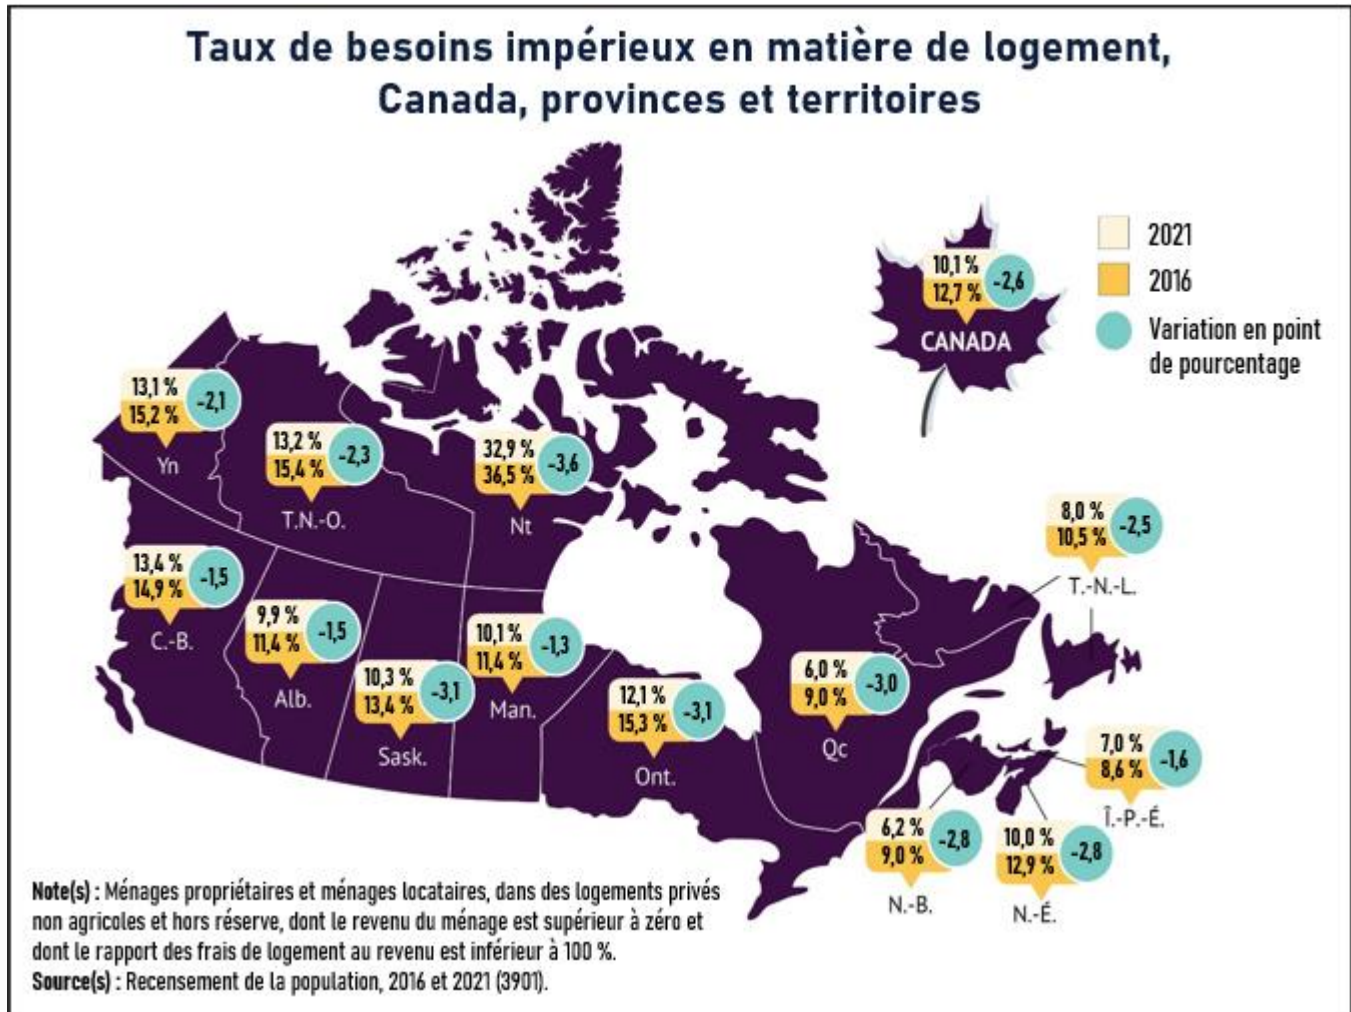 Taux de besoins impérieux en matière de logement,
Canada, provinces et territoires
10,1 %
12,7 %
-2,6
CANADA
2021
2016
Variation en point
de pourcentage
13,1 %
15,2 %
-2,1
Yn
13,2 %
15,4 %
-2,3
T.N.-O.
32,9 %
36,5 %
-3,6
Nt
8,0 %
10,5 %
-2,5
T.-N.-L.
13,4 %
14,9 %
-1,5
C.-B.
9,9 %
11,4 %
-1,5
Alb.
10,3 %
13,4 %
-3,1
Sask.
10,1 %
11,4 %
-1,3
Man.
12,1 %
15,3 %
-3,1
Ont.
6,0 %
9,0 %
-3,0
Qc
7,0 %
8,6 %
-1,6
Î.-P.-É.
6,2 %
9,0 %
-2,8
N.-B.
10,0 %
12,9 %
-2,8
N.-É.
Note(s) : Ménages propriétaires et ménages locataires, dans des logements privés
non agricoles et hors réserve, dont le revenu du ménage est supérieur à zéro et
dont le rapport des frais de logement au revenu est inférieur à 100 %.
Source(s) : Recensement de la population, 2016 et 2021 (3901).